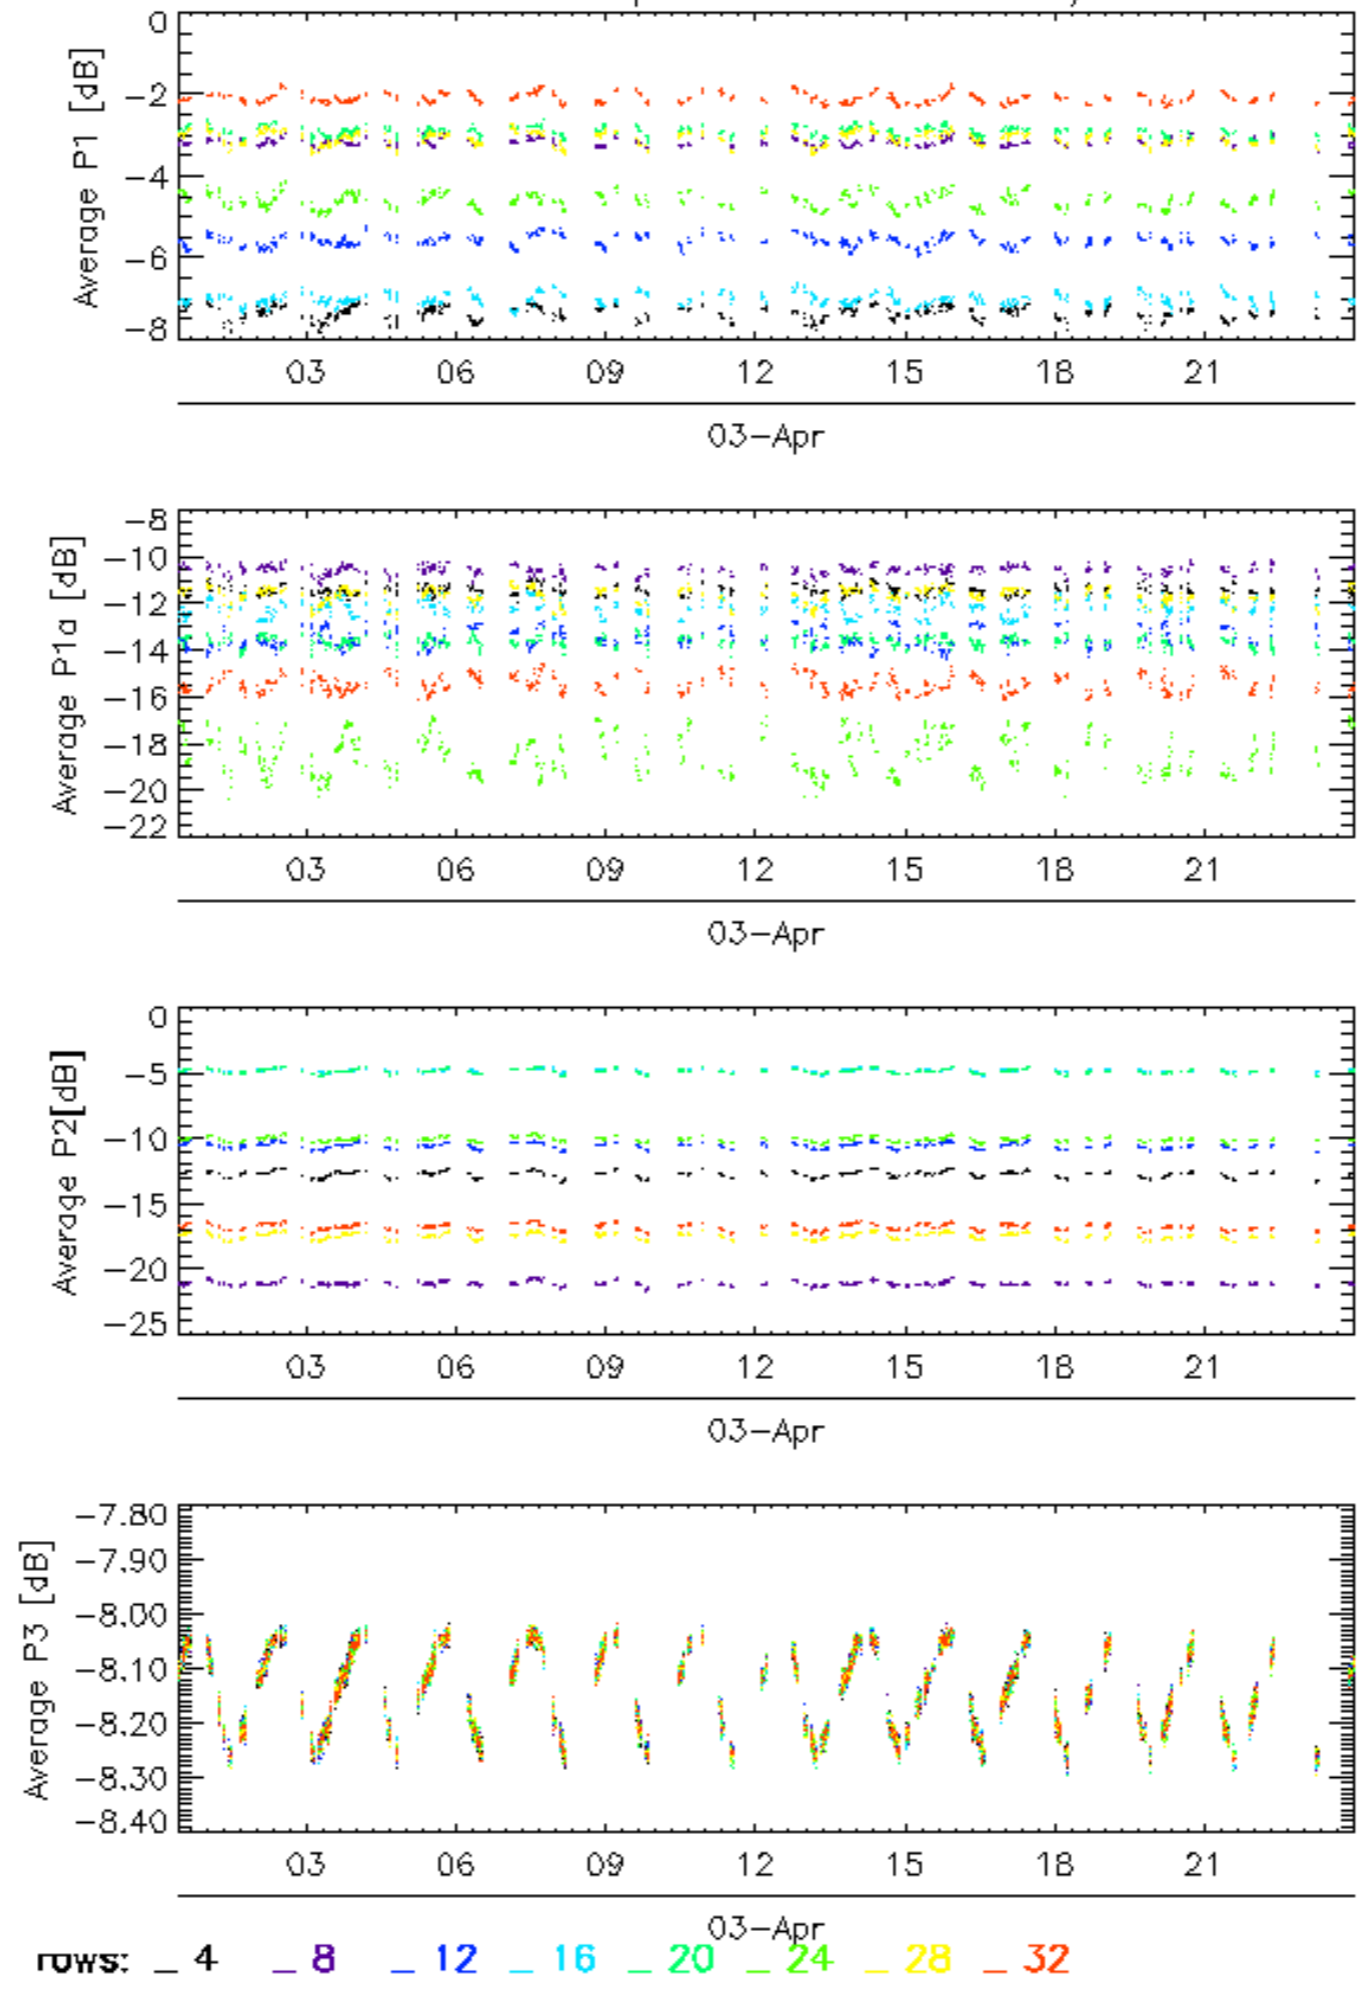 0
-2
-4
-6
-8
Average P1 [dB]
03 06 09 12 15 18 21
03-Apr
-8
-10
-12
-14
-16
-18
-20
-22
Average P1a [dB]
03 06 09 12 15 18 21
03-Apr
0
-5
-10
-15
-20
-25
Average P2[dB]
03 06 09 12 15 18 21
03-Apr
-7.80
-7.90
-8.00
-8.10
-8.20
-8.30
-8.40
Average P3 [dB]
03 06 09 12 15 18 21
03-Apr
rows: _ 4 _ 8 _ 12 _ 16 _ 20 _ 24 _ 28 _ 32